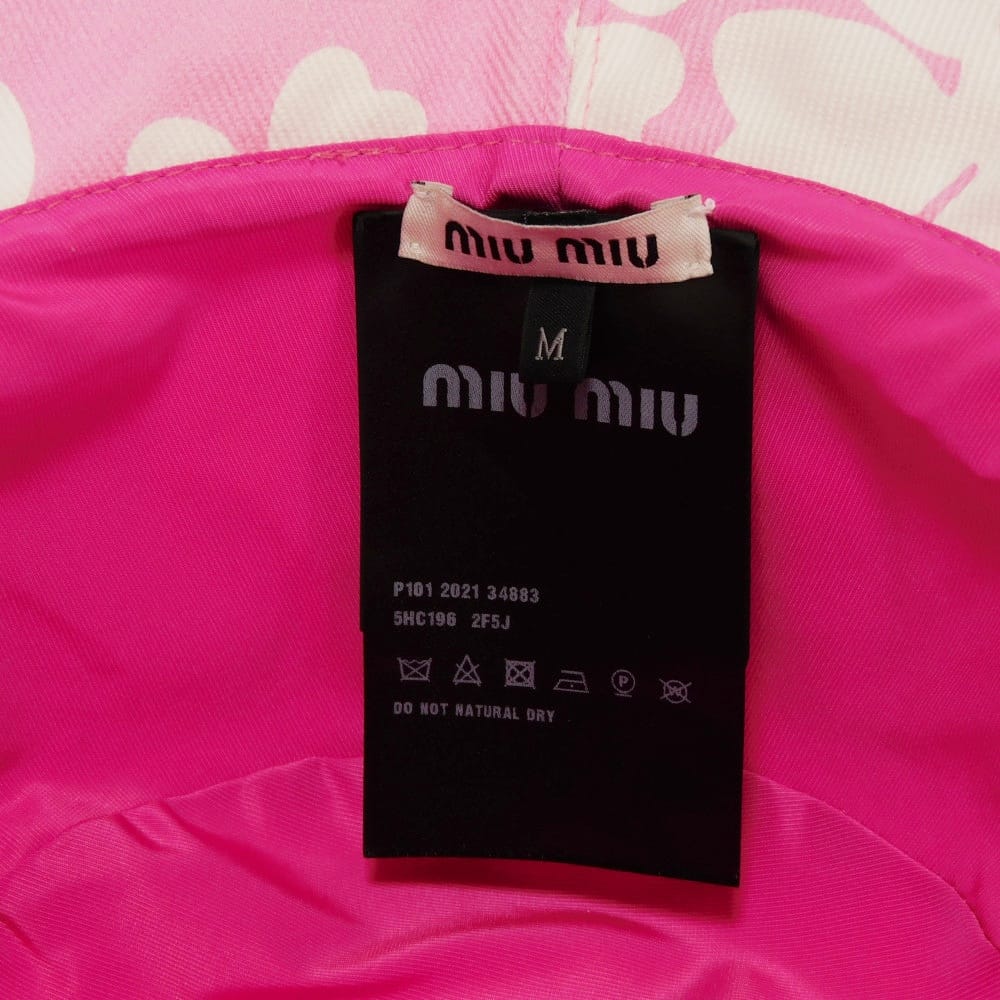 miu miu
M
miu miu
P101 2021 34883
5HC196 2F5J
P
W
DO NOT NATURAL DRY